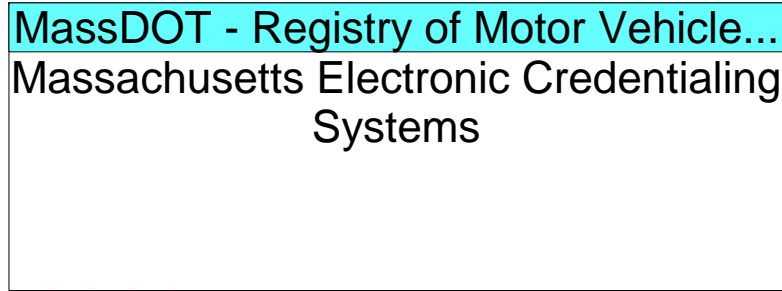 MassDOT - Registry of Motor Vehicle...
Massachusetts Electronic Credentialing
Systems